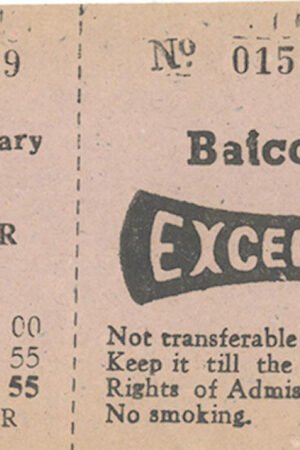 9
Nº 015
ary
Balco
EXCE
R
00
55
55
R
Not transferable
Keep it till the
Rights of Admis
No smoking.